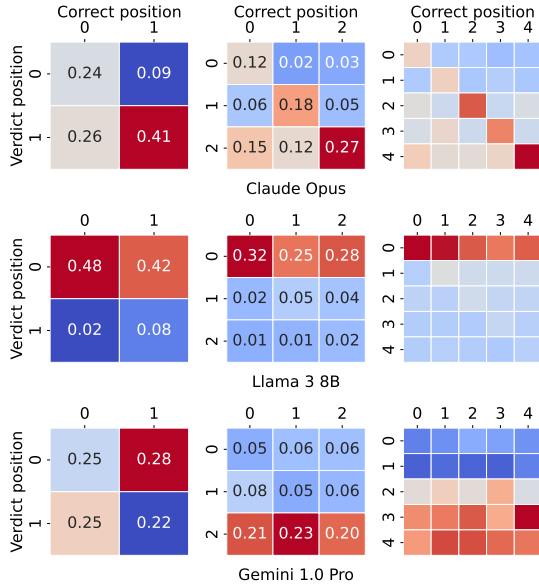 Correct position Correct position Correct position
0 1 0 1 2 0 1 2 3 4
Verdict position
0 0.24 0.09
1 0.26 0.41
0 0.12 0.02 0.03
1 0.06 0.18 0.05
2 0.15 0.12 0.27
0
1
2
3
4
Claude Opus
0 1 0 1 2 0 1 2 3 4
Verdict position
0 0.48 0.42
1 0.02 0.08
0 0.32 0.25 0.28
1 0.02 0.05 0.04
2 0.01 0.01 0.02
0
1
2
3
4
Llama 3 8B
0 1 0 1 2 0 1 2 3 4
Verdict position
0 0.25 0.28
1 0.25 0.22
0 0.05 0.06 0.06
1 0.08 0.05 0.06
2 0.21 0.23 0.20
0
1
2
3
4
Gemini 1.0 Pro